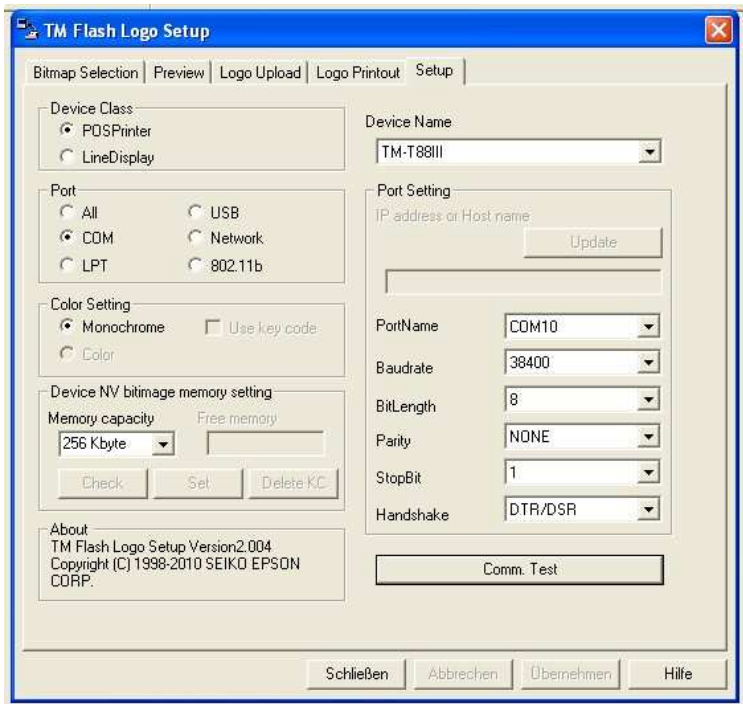 TM Flash Logo Setup
Bitmap Selection
Preview
Logo Upload
Logo Printout
Setup
Device Class
POSPrinter
LineDisplay
Port
All
USB
COM
Network
LPT
802.11b
Color Setting
Monochrome
Use key code
Color
Device NV bitimage memory setting
Memory capacity
Free memory
256 Kbyte
Check
Set
Delete KC
About
TM Flash Logo Setup Version2.004
Copyright (C) 1998-2010 SEIKO EPSON
CORP.
Device Name
TM-T88III
Port Setting
IP address or Host name
Update
PortName
COM10
Baudrate
38400
BitLength
8
Parity
NONE
StopBit
1
Handshake
DTR/DSR
Comm. Test
Schließen
Abbrechen
Übernehmen
Hilfe